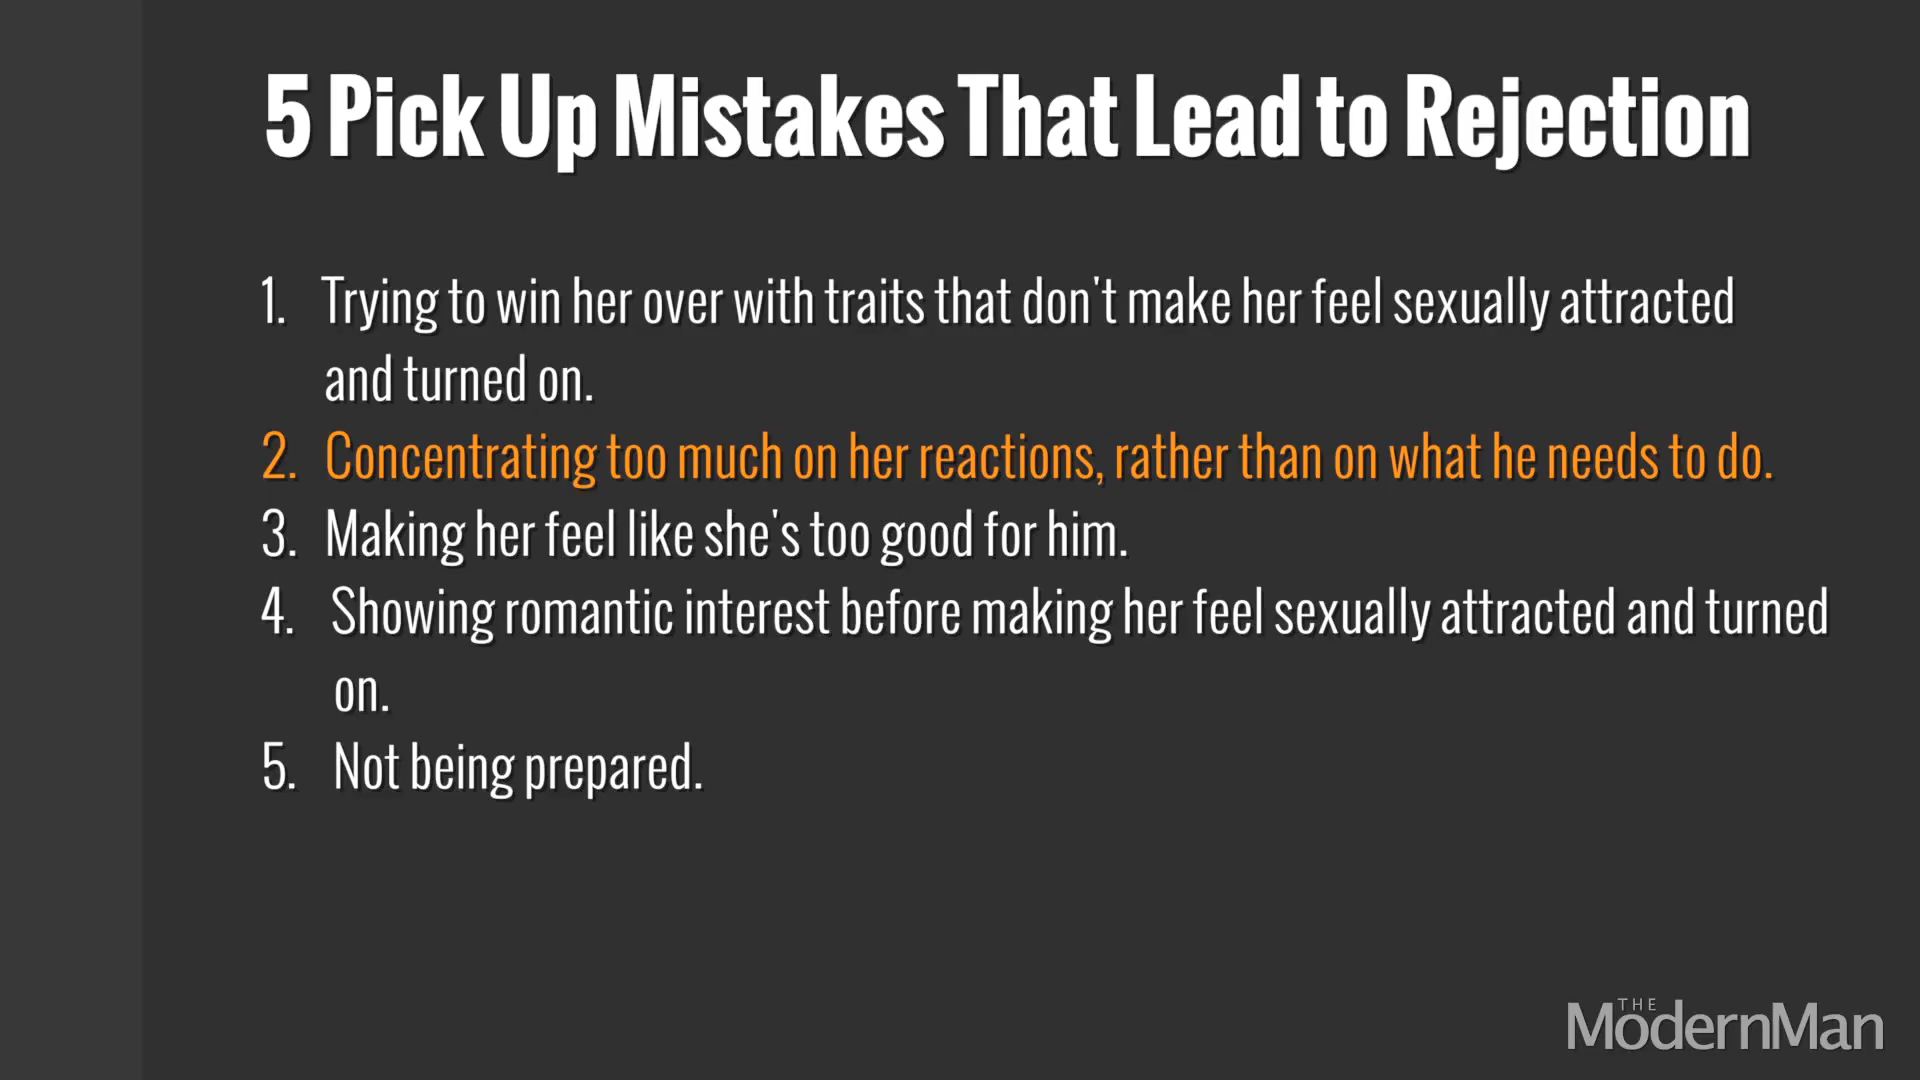 5 Pick Up Mistakes That Lead to Rejection
1. Trying to win her over with traits that don't make her feel sexually attracted
and turned on.
2. Concentrating too much on her reactions, rather than on what he needs to do.
3. Making her feel like she's too good for him.
4. Showing romantic interest before making her feel sexually attracted and turned
on.
5. Not being prepared.
THE
ModernMan